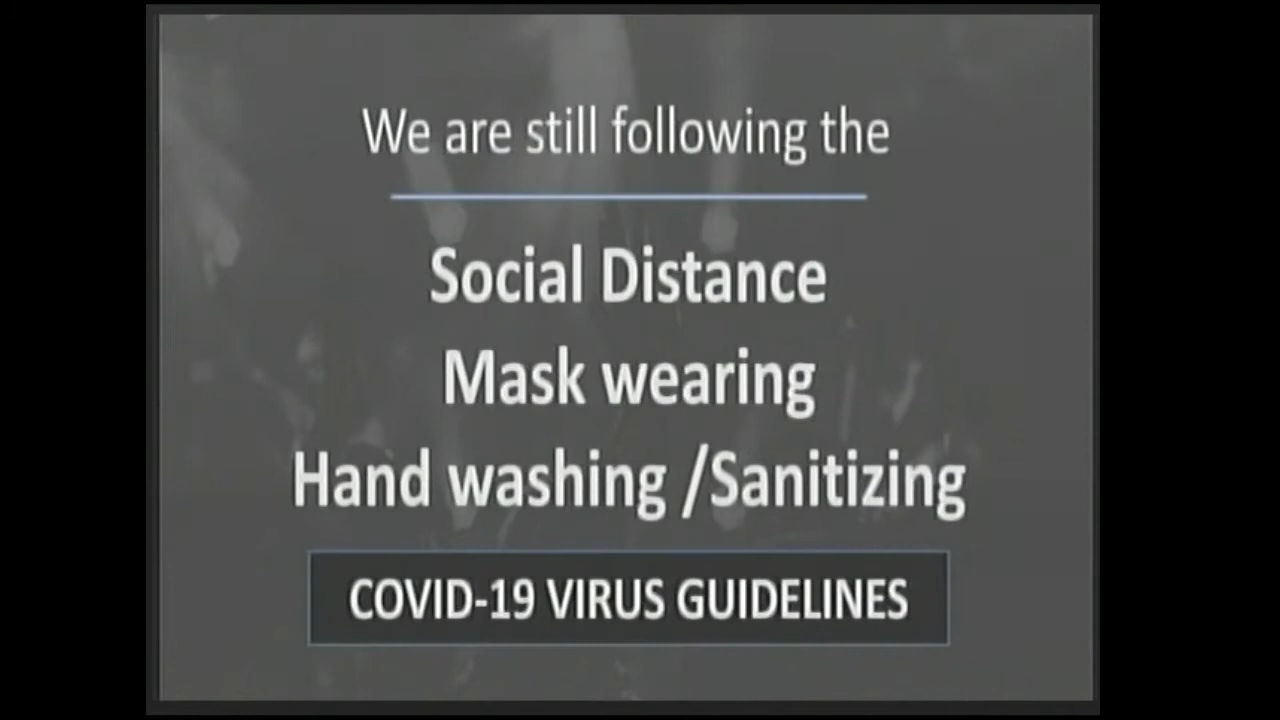 We are still following the
Social Distance
Mask wearing
Hand washing /Sanitizing
COVID-19 VIRUS GUIDELINES